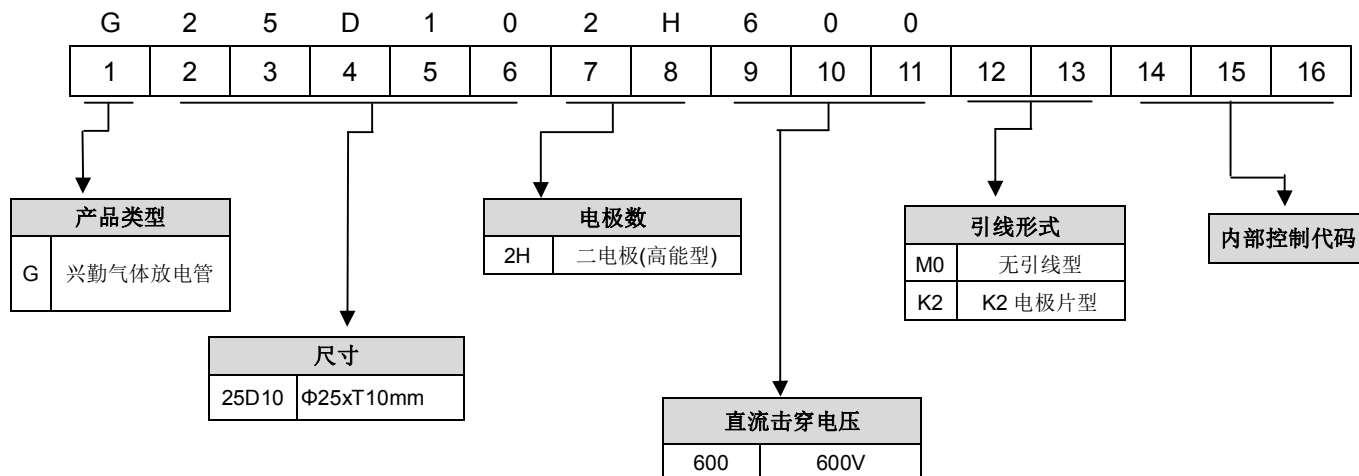 G 2 5 D 1 0 2 H 6 0 0
1 2 3 4 5 6 7 8 9 10 11 12 13 14 15 16
产品类型
G 兴勤气体放电管
尺寸
25D10 Φ25xT10mm
电极数
2H 二电极(高能型)
直流击穿电压
600 600V
引线形式
M0 无引线型
K2 K2 电极片型
内部控制代码